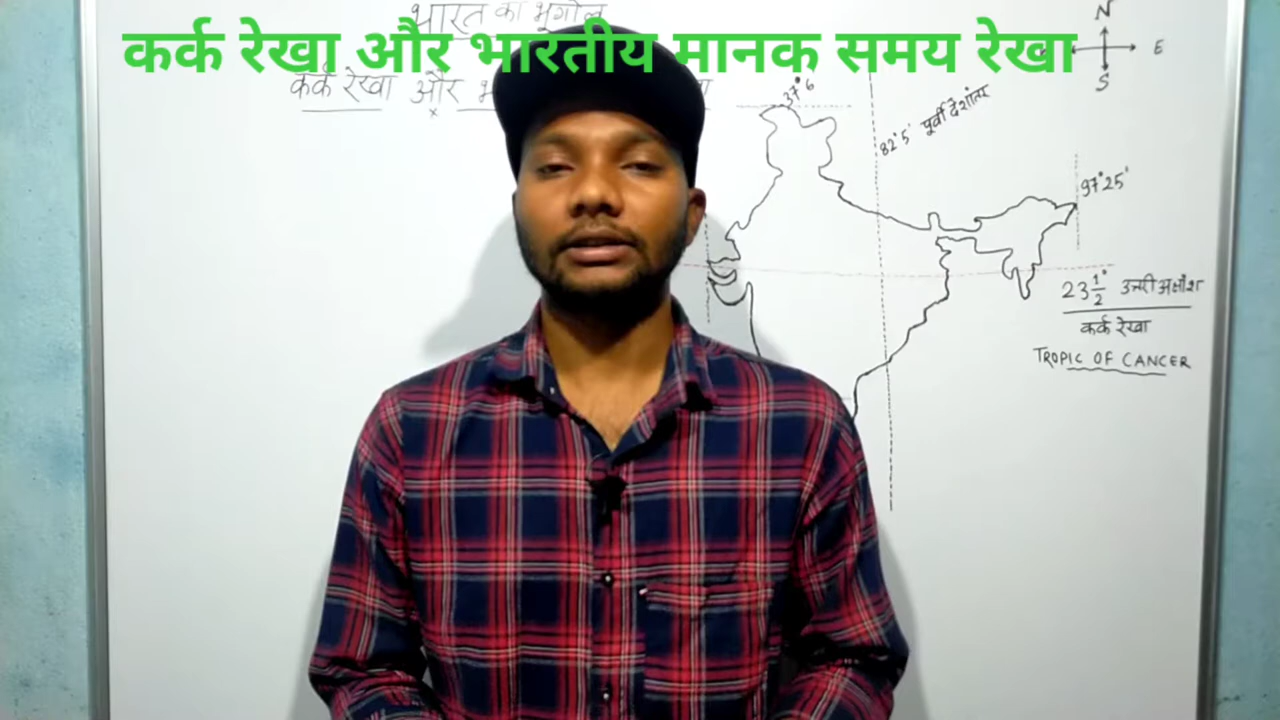 भारत का भूगोल
कर्क रेखा और भारतीय मानक समय रेखा
कर्क रेखा और
N
E
S
37°6
82°5' पूर्वी देशांतर
97°25'
23 1/2° उत्तरी अक्षांश
कर्क रेखा
TROPIC OF CANCER